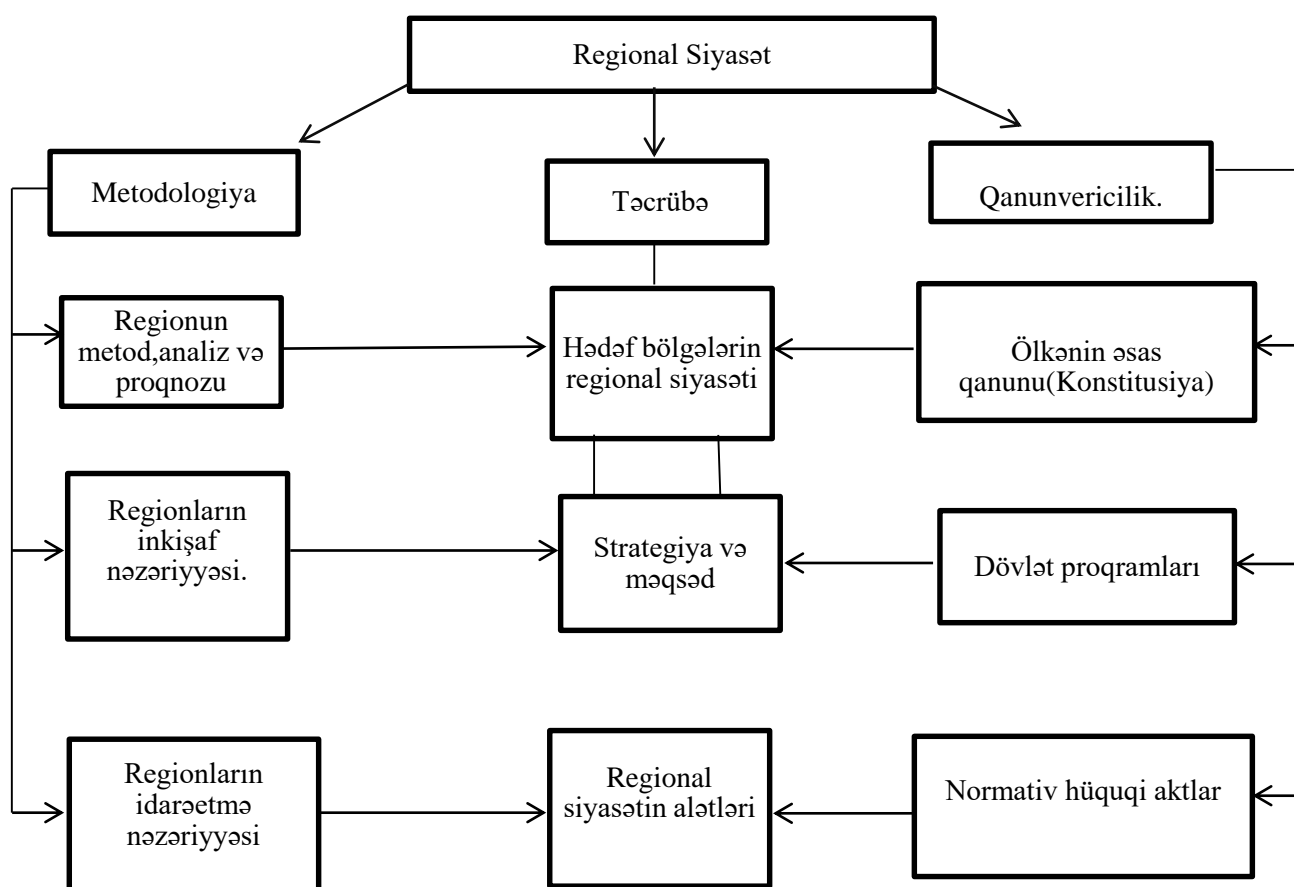 Regional Siyasət
Metodologiya
Təcrübə
Qanunvericilik.
Regionun
metod,analiz və
proqnozu
Hədəf bölgələrin
regional siyasəti
Ölkənin əsas
qanunu(Konstitusiya)
Regionların
inkişaf
nəzəriyyəsi.
Strategiya və
məqsəd
Dövlət proqramları
Regionların
idarəetmə
nəzəriyyəsi
Regional
siyasətin alətləri
Normativ hüquqi aktlar